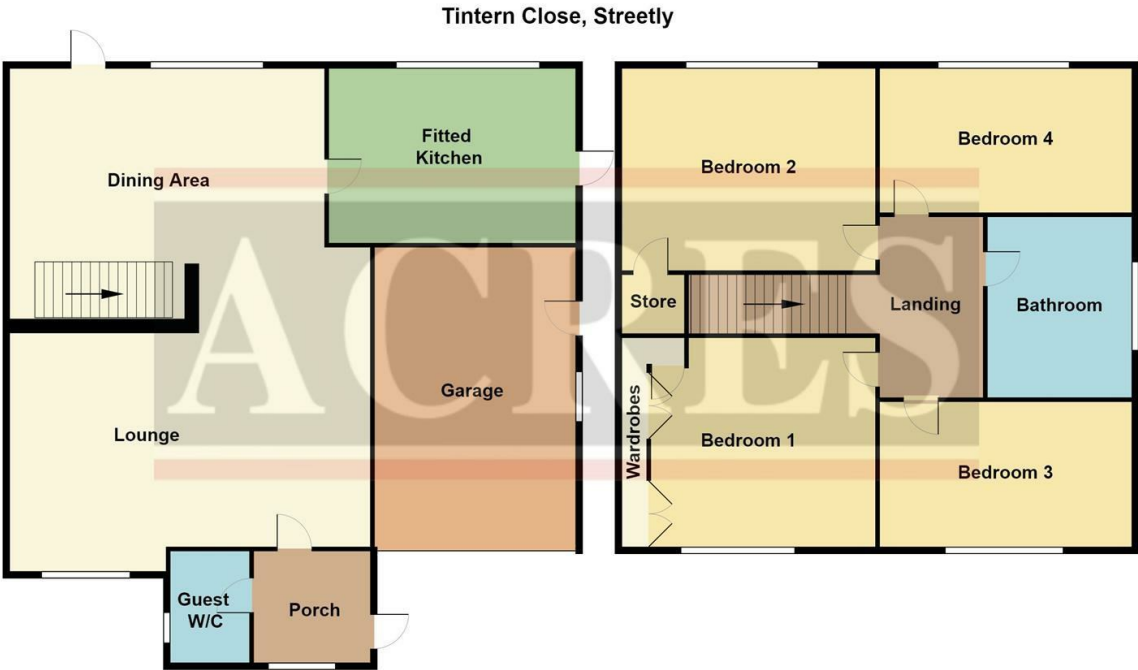 Tintern Close, Streetly
Dining Area
Fitted
Kitchen
Lounge
Garage
Guest
W/C
Porch
Bedroom 2
Bedroom 4
Store
Landing
Bathroom
Wardrobes
Bedroom 1
Bedroom 3
ACRES